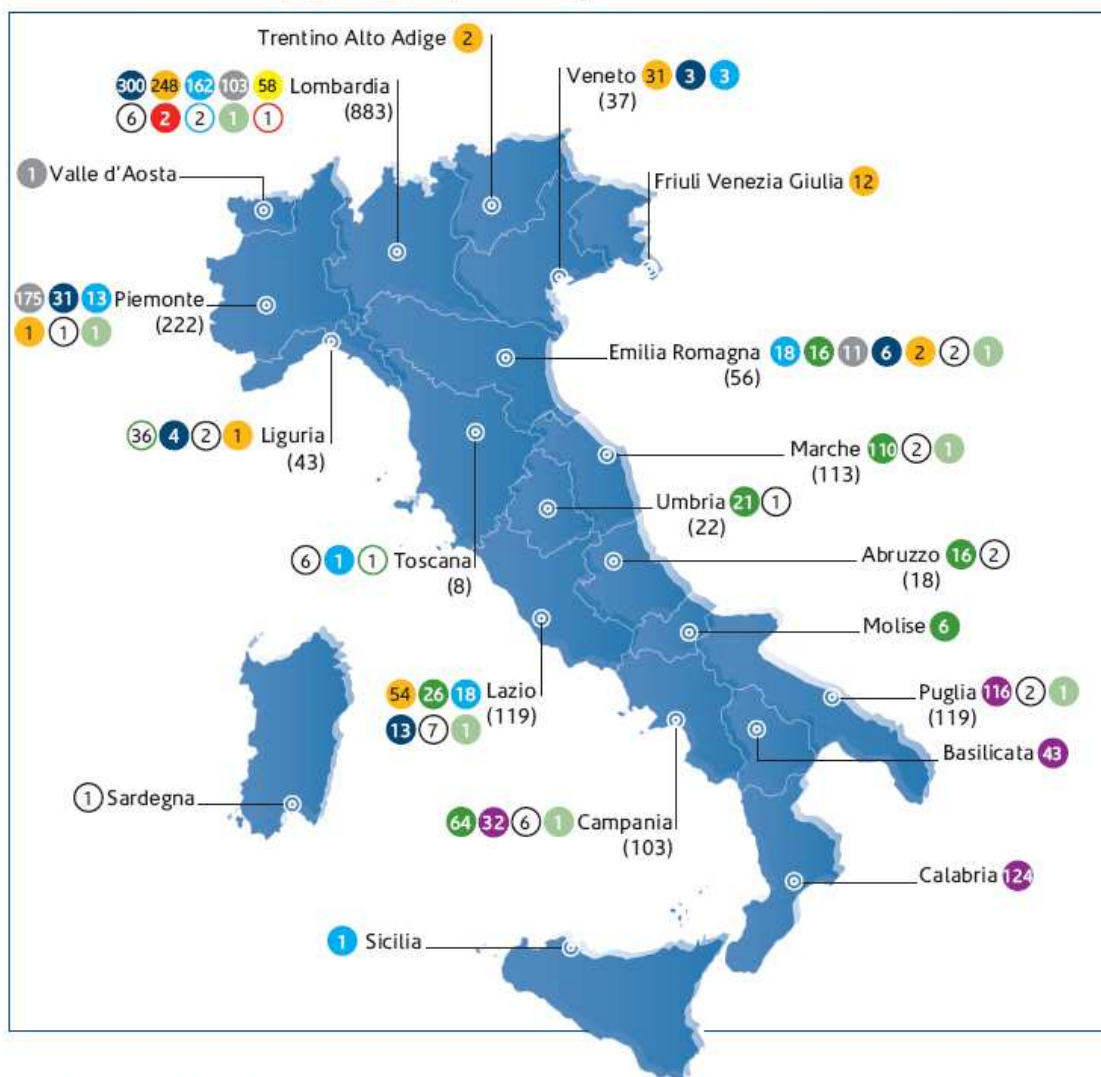 Trentino Alto Adige 2
300 248 162 103 58 Lombardia
6 2 2 1 1 (883)
Veneto 31 3 3
(37)
1 Valle d'Aosta
Friuli Venezia Giulia 12
175 31 13 Piemonte
1 1 1 (222)
Emilia Romagna 18 16 11 6 2 2 1
(56)
36 4 2 1 Liguria
(43)
Marche 110 2 1
(113)
Umbria 21 1
(22)
6 1 1 Toscana
(8)
Abruzzo 16 2
(18)
Molise 6
54 26 18 Lazio
13 7 1 (119)
Puglia 116 2 1
(119)
Basilicata 43
1 Sardegna
64 32 6 1 Campania
(103)
Calabria 124
1 Sicilia